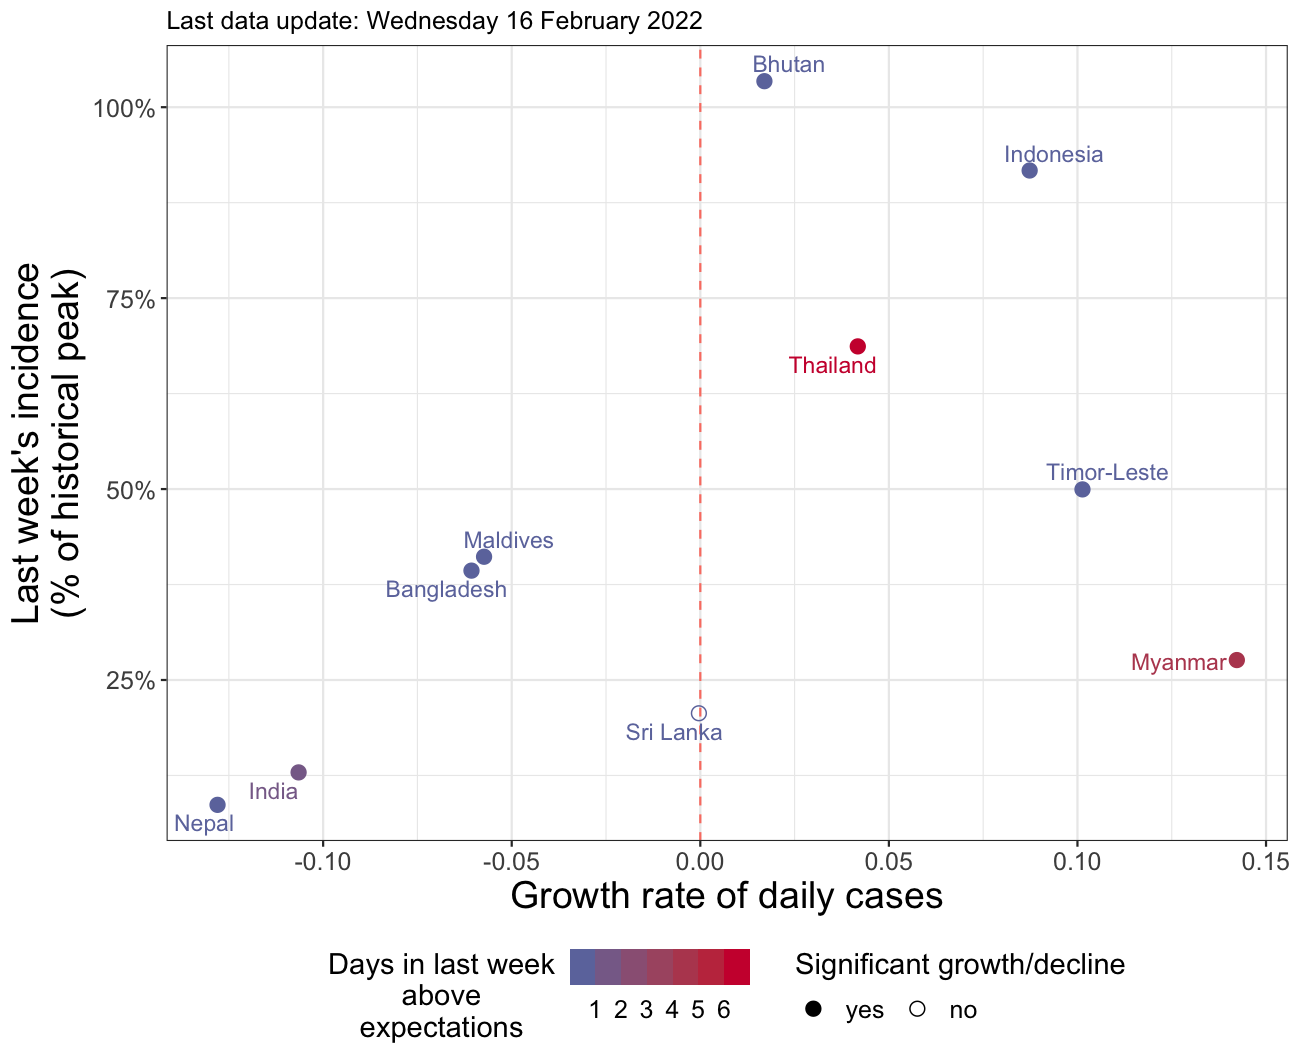 Last data update: Wednesday 16 February 2022
Last week's incidence
(% of historical peak)
100%
75%
50%
25%
Bhutan
Indonesia
Thailand
Timor-Leste
Maldives
Bangladesh
Myanmar
Sri Lanka
India
Nepal
-0.10 -0.05 0.00 0.05 0.10 0.15
Growth rate of daily cases
Days in last week
above
expectations
1 2 3 4 5 6
Significant growth/decline
yes no